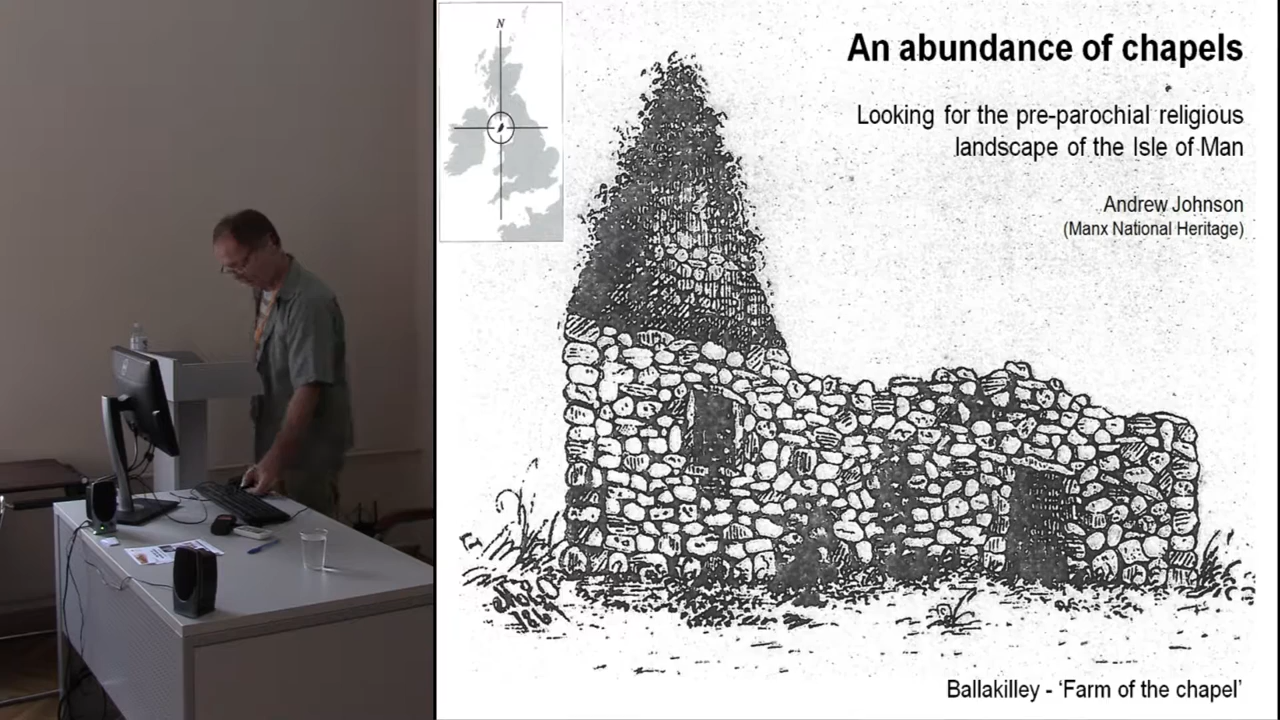 N
An abundance of chapels
Looking for the pre-parochial religious
landscape of the Isle of Man
Andrew Johnson
(Manx National Heritage)
Ballakilley - 'Farm of the chapel'